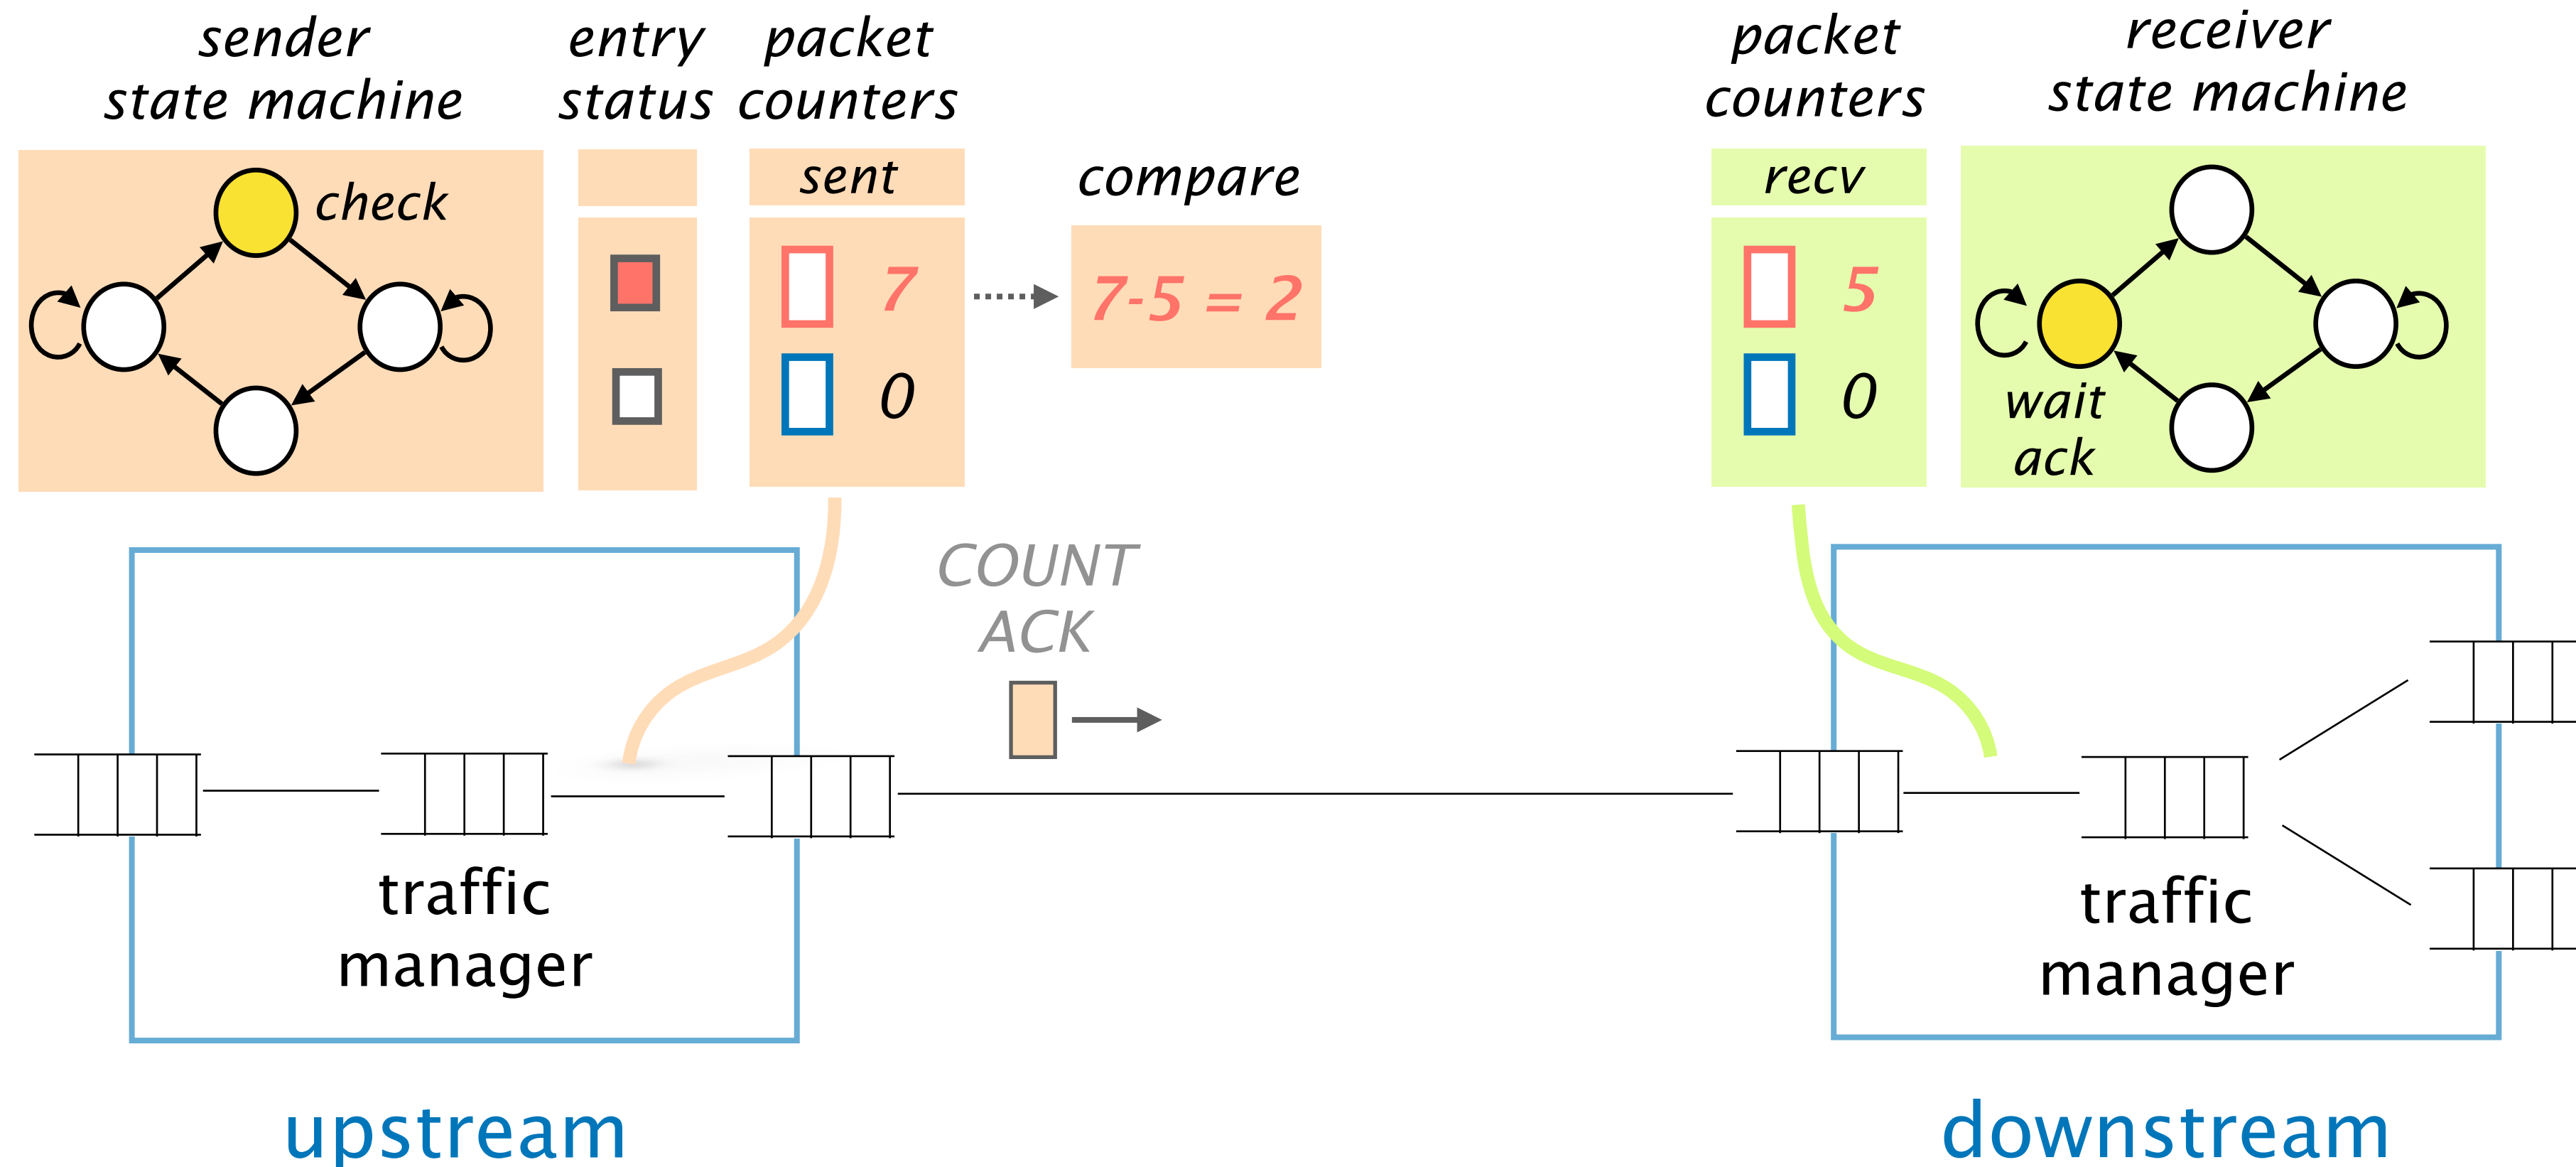 sender
state machine
entry
status
packet
counters
packet
counters
receiver
state machine
check
sent
compare
recv
7
7-5 = 2
5
0
0
wait
ack
COUNT
ACK
traffic
manager
traffic
manager
upstream
downstream